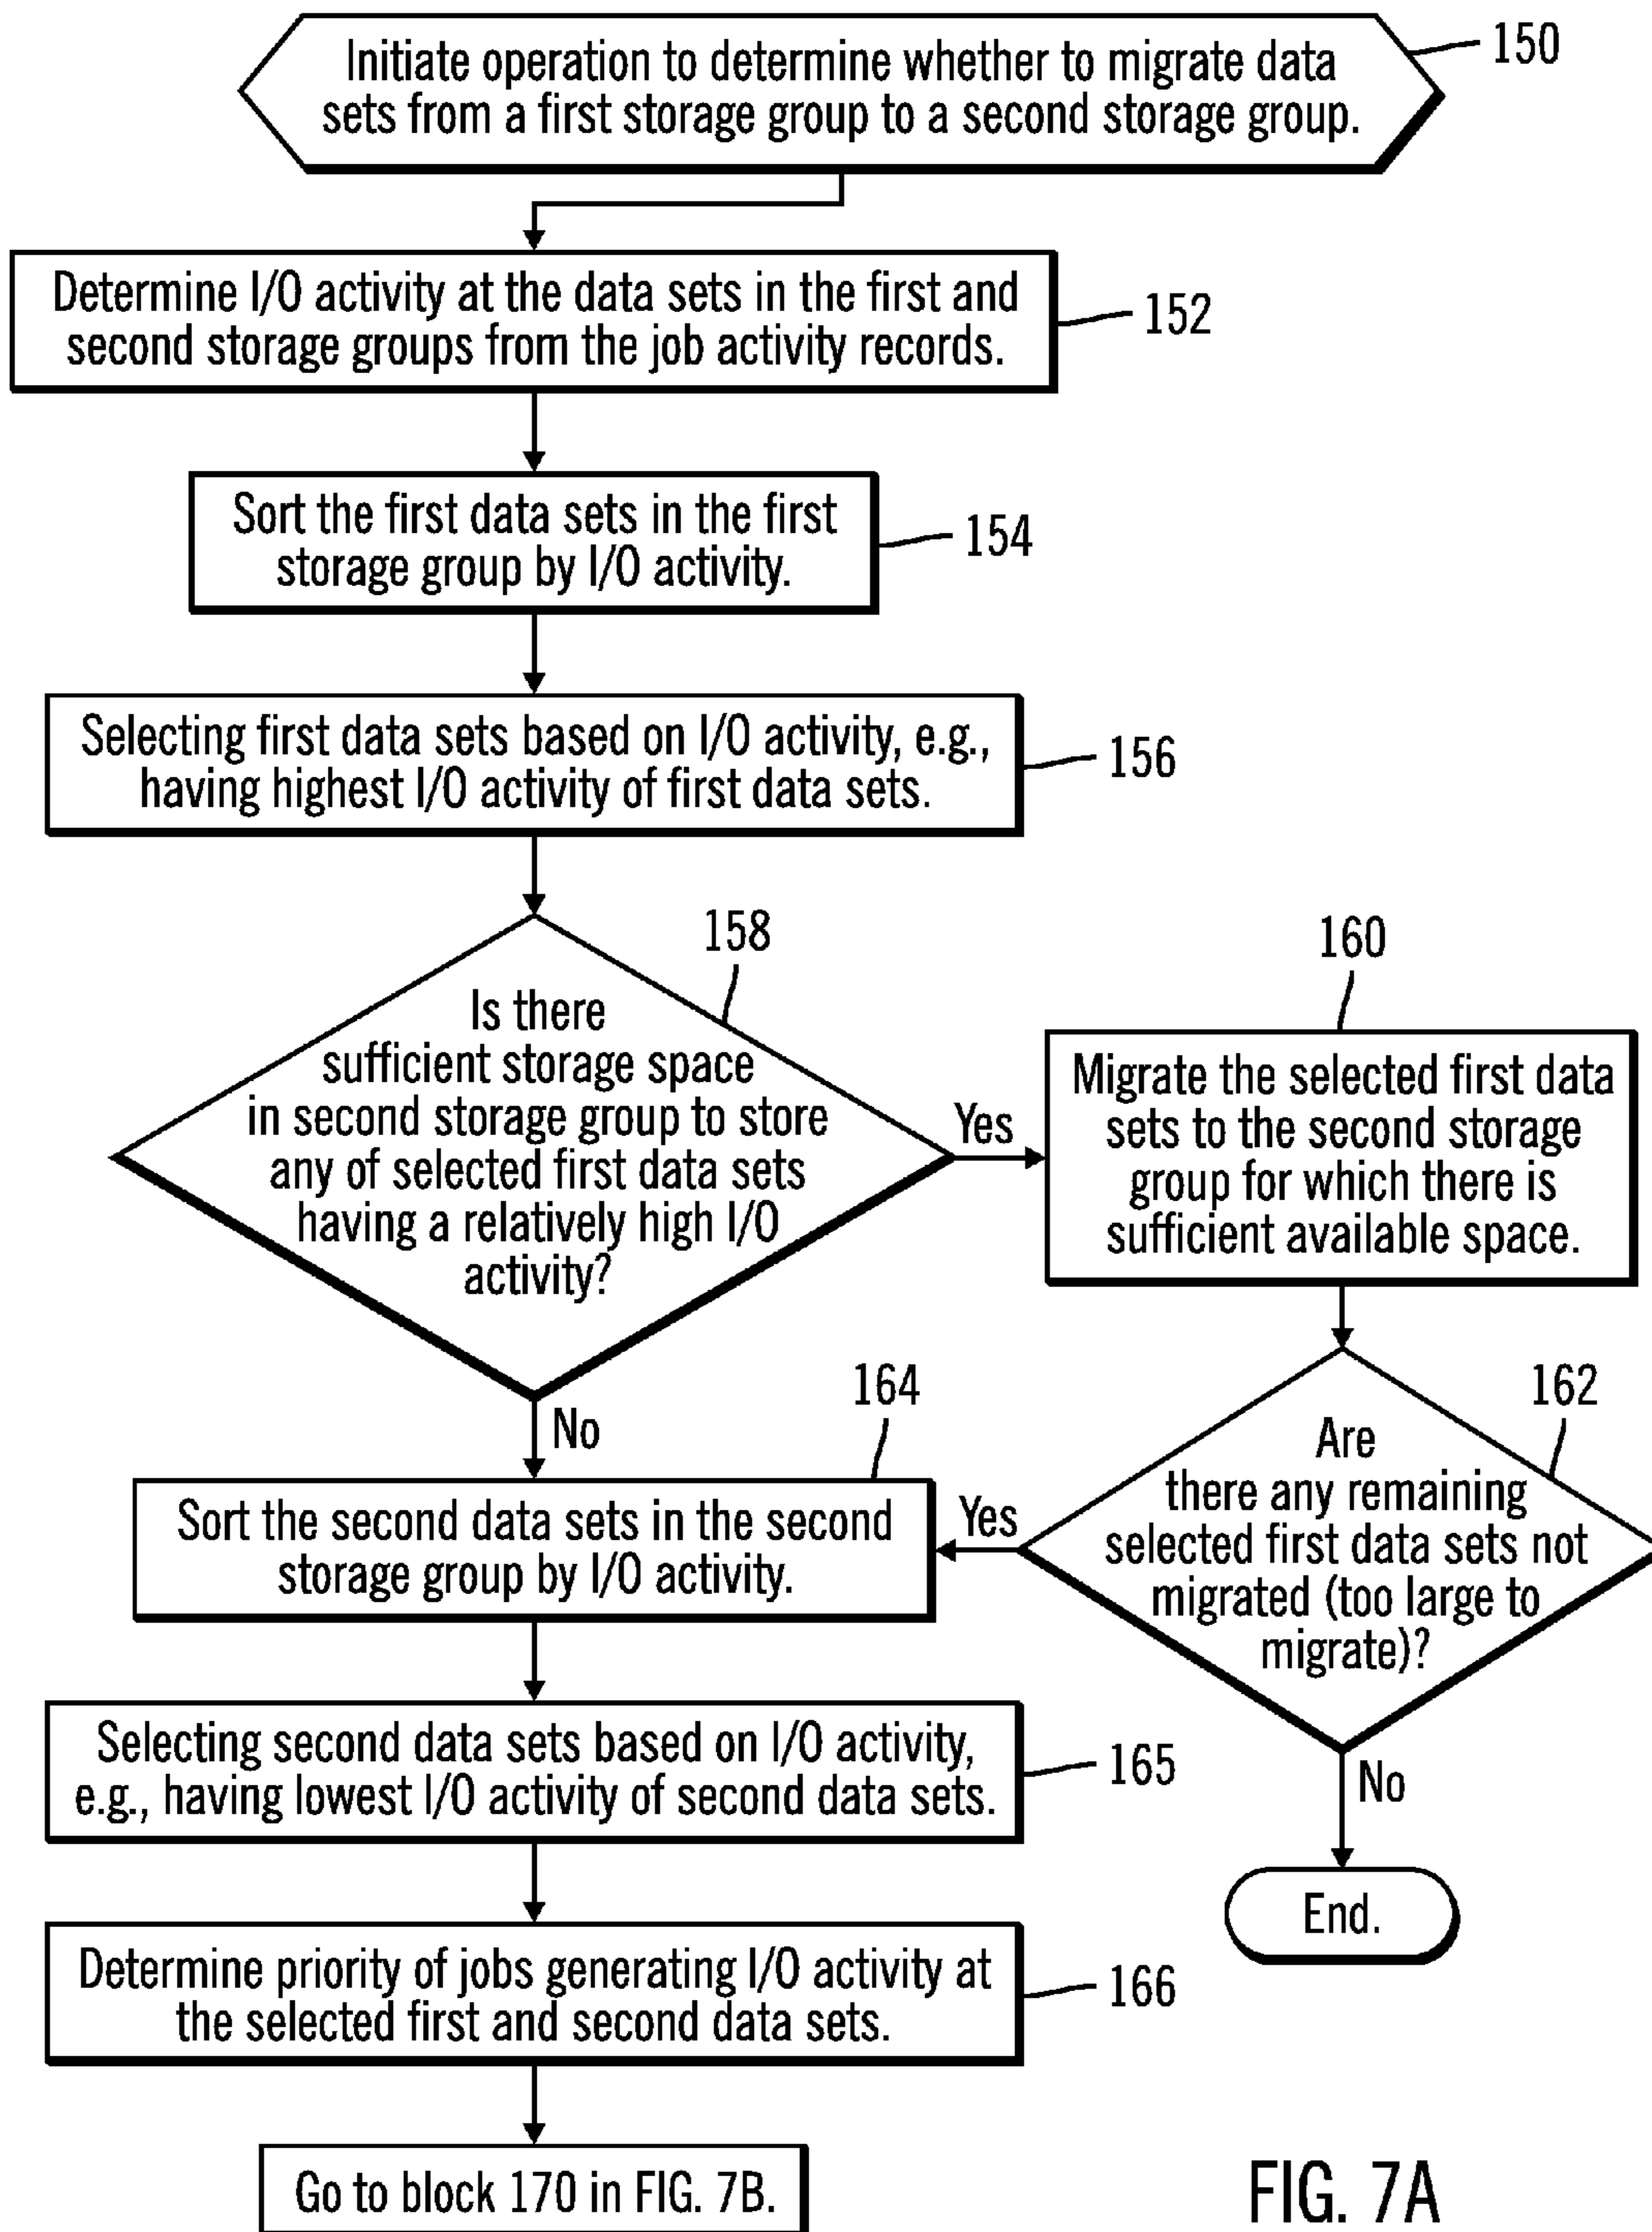 Initiate operation to determine whether to migrate data
sets from a first storage group to a second storage group.
150
Determine I/O activity at the data sets in the first and
second storage groups from the job activity records.
152
Sort the first data sets in the first
storage group by I/O activity.
154
Selecting first data sets based on I/O activity, e.g.,
having highest I/O activity of first data sets.
156
158
Is there
sufficient storage space
in second storage group to store
any of selected first data sets
having a relatively high I/O
activity?
Yes
No
160
Migrate the selected first data
sets to the second storage
group for which there is
sufficient available space.
162
Are
there any remaining
selected first data sets not
migrated (too large to
migrate)?
Yes
No
End.
164
Sort the second data sets in the second
storage group by I/O activity.
Selecting second data sets based on I/O activity,
e.g., having lowest I/O activity of second data sets.
165
Determine priority of jobs generating I/O activity at
the selected first and second data sets.
166
Go to block 170 in FIG. 7B.
FIG. 7A